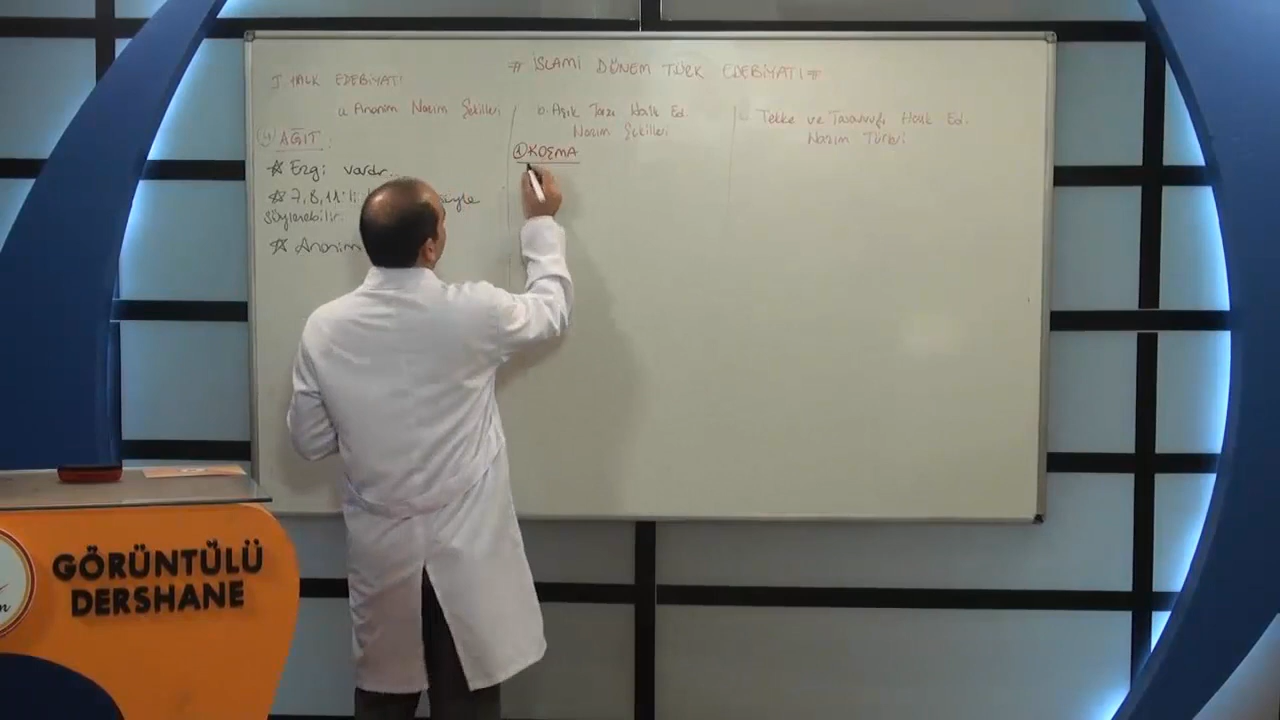 # İSLAMİ DÖNEM TÜRK EDEBİYATI #
I HALK EDEBİYATI
a. Anonim Nazım Şekilleri
4) AĞIT:
☆ Ezgi vardır.
☆ 7, 8, 11'li
söylenebilir.
☆ Anonim
b. Aşık Tarzı Halk Ed.
Nazım Şekilleri
1) KOŞMA
Tekke ve Tasavvufi Halk Ed.
Nazım Türleri
GÖRÜNTÜLÜ
DERSHANE